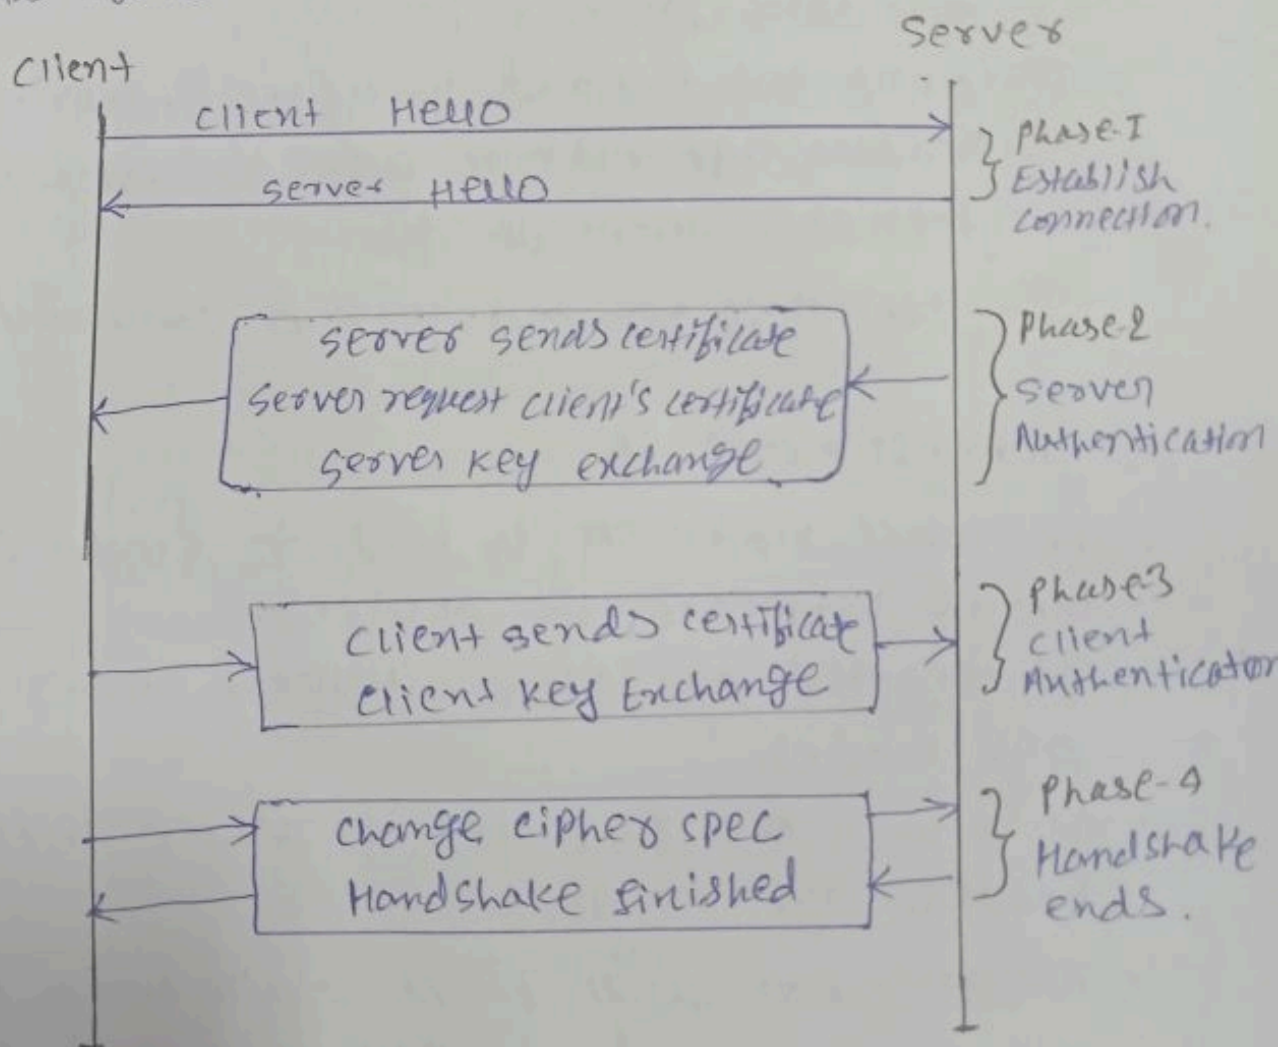 Client
Server
Client Hello
Phase-I
Establish
connection.
Server Hello
Server sends certificate
Server request client's certificate
Server key exchange
Phase-2
Server
Authentication
Client sends certificate
Client key Exchange
Phase-3
Client
Authenticator
Change cipher spec
Handshake finished
Phase-4
Handshake
ends.